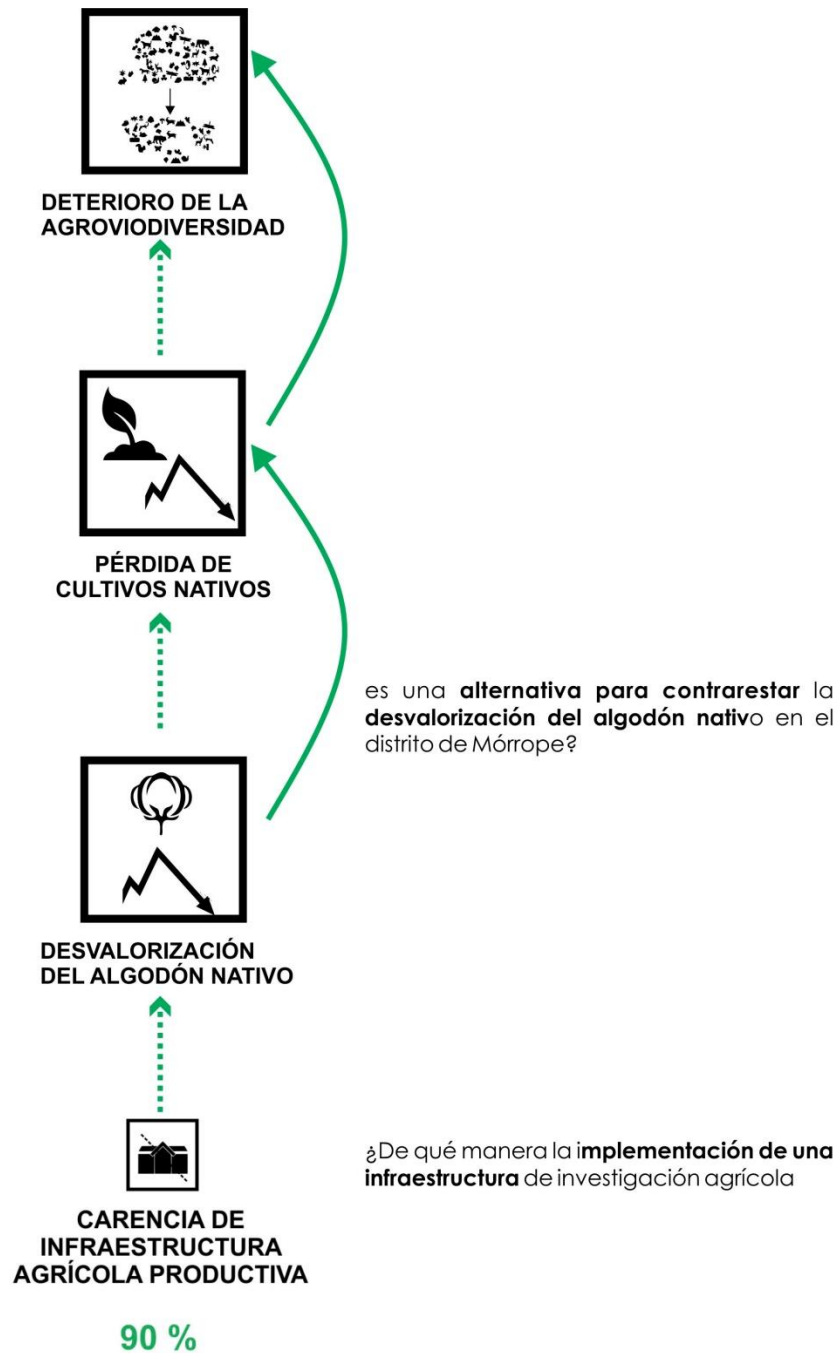 DETERIORO DE LA
AGROVIODIVERSIDAD
PÉRDIDA DE
CULTIVOS NATIVOS
es una alternativa para contrarestar la
desvalorización del algodón nativo en el
distrito de Mórrope?
DESVALORIZACIÓN
DEL ALGODÓN NATIVO
¿De qué manera la implementación de una
infraestructura de investigación agrícola
CARENCIA DE
INFRAESTRUCTURA
AGRÍCOLA PRODUCTIVA
90 %